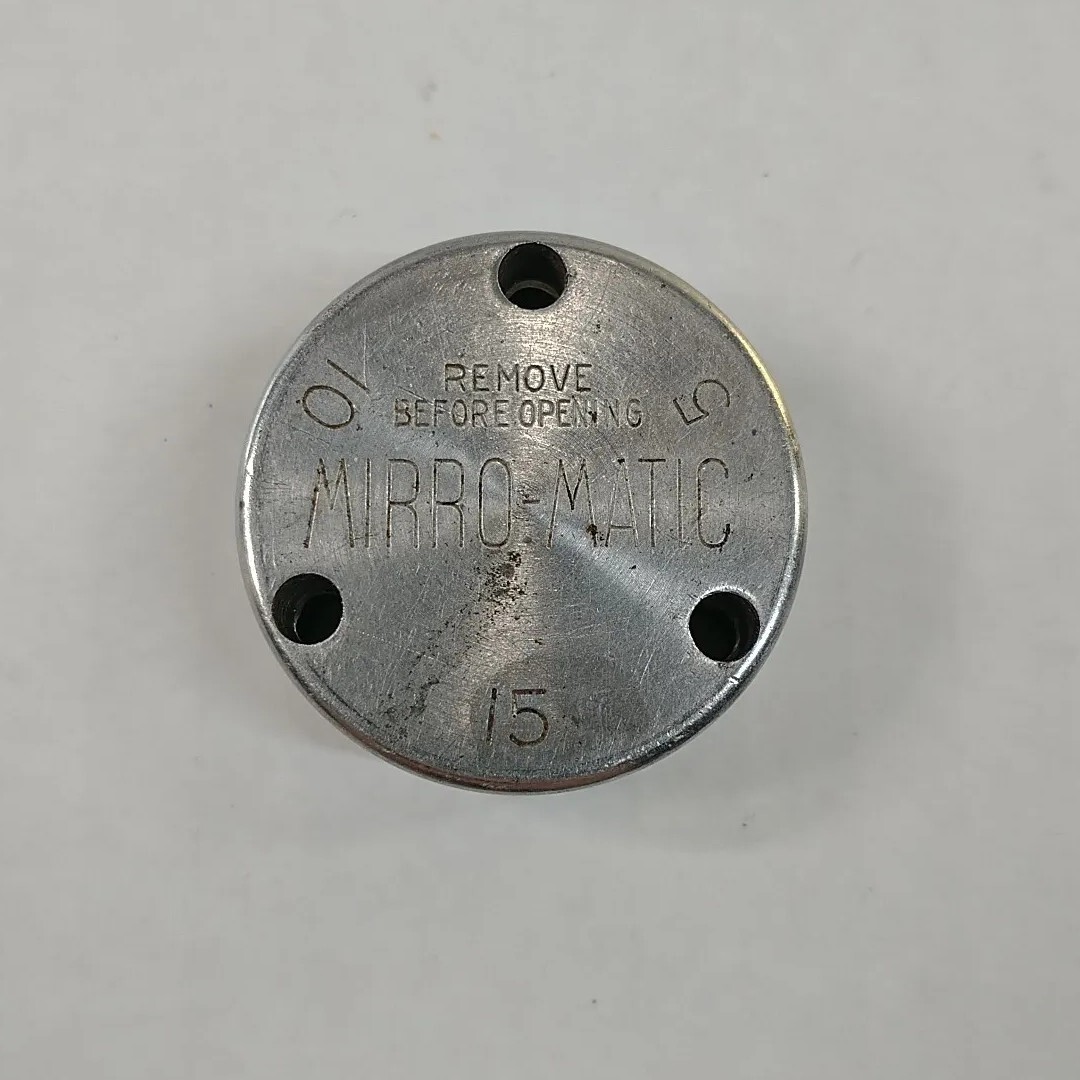 10
5
REMOVE
BEFORE OPENING
MIRRO-MATIC
15